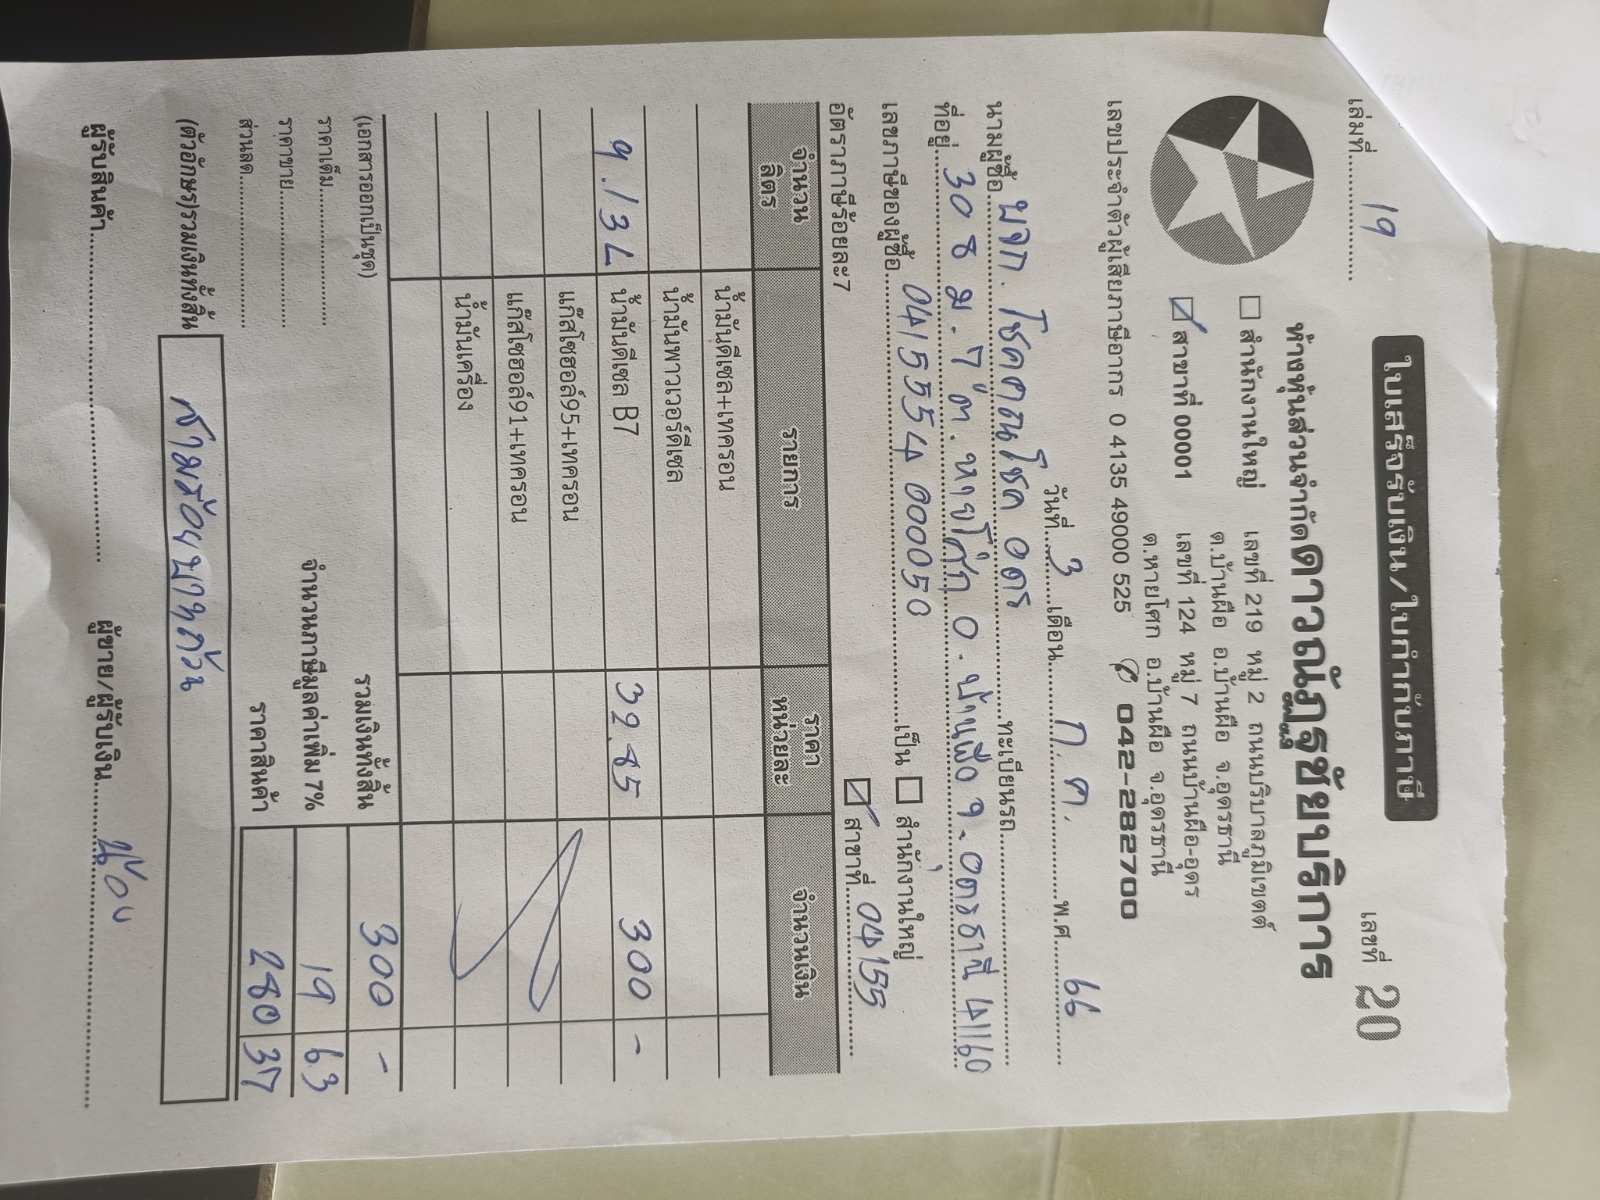 เล่มที่ 19
ใบเสร็จรับเงิน/ใบกำกับภาษี
เลขที่ 20
ห้างหุ้นส่วนจำกัดดาวณัฏฐชัยบริการ
☐ สำนักงานใหญ่ เลขที่ 219 หมู่ 2 ถนนบริบาลภูมิเขตต์
ต.บ้านผือ อ.บ้านผือ จ.อุดรธานี
☑ สาขาที่ 00001 เลขที่ 124 หมู่ 7 ถนนบ้านผือ-อุดร
ต.หายโศก อ.บ้านผือ จ.อุดรธานี
เลขประจำตัวผู้เสียภาษีอากร 0 4135 49000 525 ✆ 042-282700
วันที่ 3 เดือน ก.ค. พ.ศ. 66
นามผู้ซื้อ บจก. โชคคณโชค อุดร ทะเบียนรถ
ที่อยู่ 308 ม.7 ต.หายโศก อ.บ้านผือ จ.อุดรธานี 41160
เลขภาษีของผู้ซื้อ 0415554000050 เป็น ☐ สำนักงานใหญ่
อัตราภาษีร้อยละ 7 ☑ สาขาที่ 04155
จำนวนลิตร รายการ ราคาหน่วยละ จำนวนเงิน
น้ำมันดีเซล+เทครอน
น้ำมันพาวเวอร์ดีเซล
9.13L น้ำมันดีเซล B7 32.85 300 -
แก๊สโซฮอล์95+เทครอน
แก๊สโซฮอล์91+เทครอน
น้ำมันเครื่อง
(เอกสารออกเป็นชุด) รวมเงินทั้งสิ้น 300 -
ราคาเต็ม จำนวนภาษีมูลค่าเพิ่ม 7% 19 63
ราคาขาย
ส่วนลด ราคาสินค้า 280 37
(ตัวอักษร)รวมเงินทั้งสิ้น สามร้อยบาทถ้วน
ผู้รับสินค้า ผู้ขาย/ผู้รับเงิน